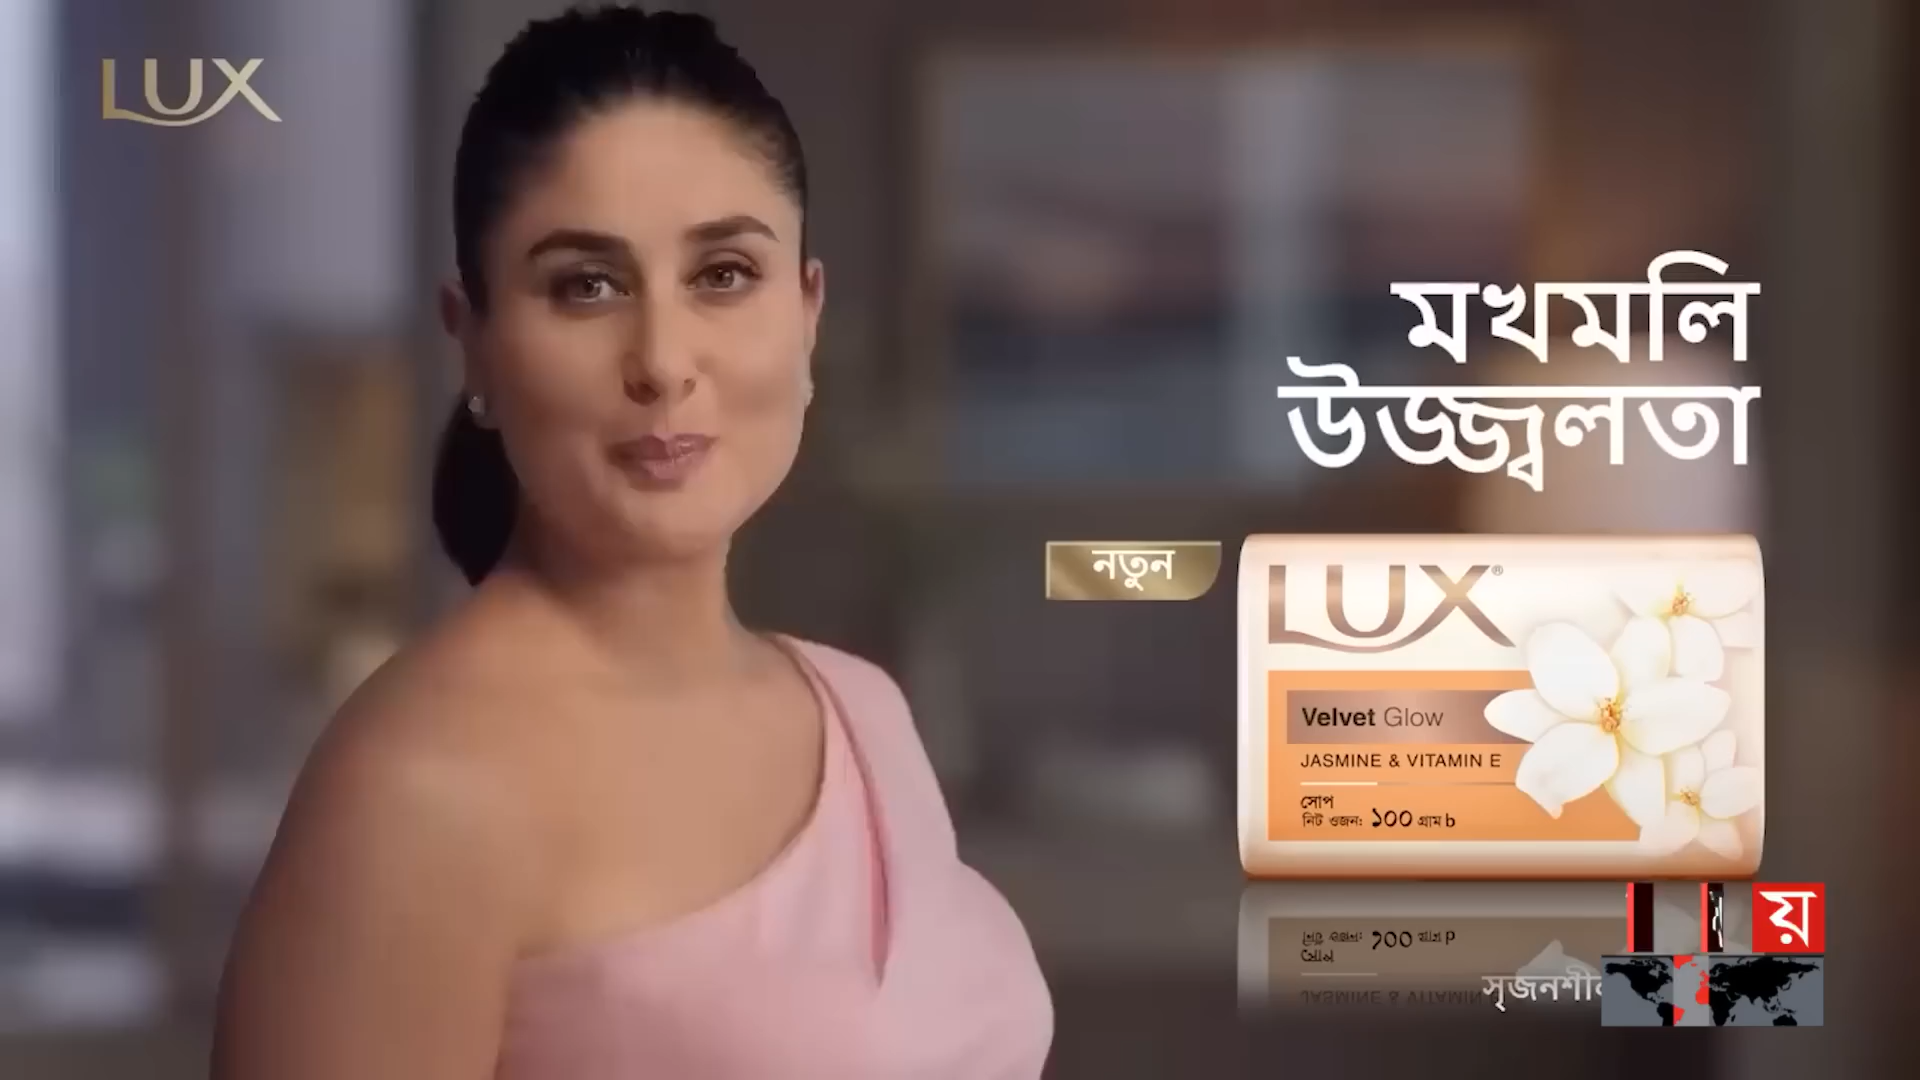 LUX
মখমলি
উজ্জ্বলতা
নতুন
LUX®
Velvet Glow
JASMINE & VITAMIN E
সোপ
নিট ওজন: ১০০ গ্রাম b
য়